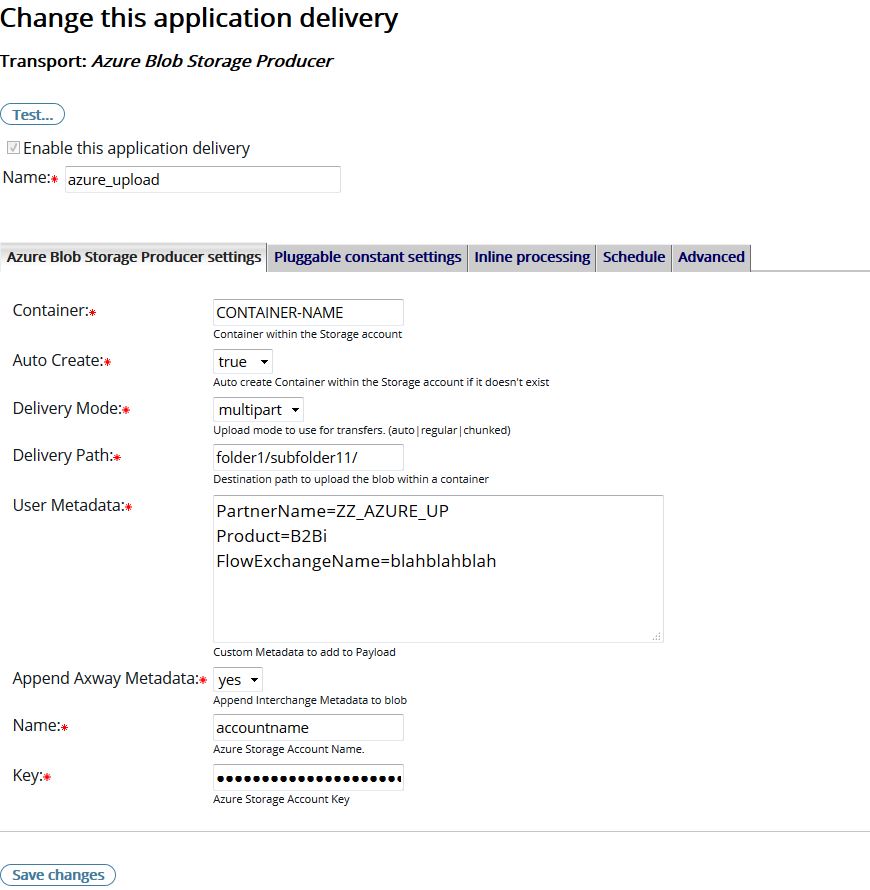 Change this application delivery
Transport: Azure Blob Storage Producer
Test...
Enable this application delivery
Name:* azure_upload
Azure Blob Storage Producer settings Pluggable constant settings Inline processing Schedule Advanced
Container:* CONTAINER-NAME
Container within the Storage account
Auto Create:* true
Auto create Container within the Storage account if it doesn't exist
Delivery Mode:* multipart
Upload mode to use for transfers. (auto|regular|chunked)
Delivery Path:* folder1/subfolder11/
Destination path to upload the blob within a container
User Metadata:* PartnerName=ZZ_AZURE_UP
Product=B2Bi
FlowExchangeName=blahblahblah
Custom Metadata to add to Payload
Append Axway Metadata:* yes
Append Interchange Metadata to blob
Name:* accountname
Azure Storage Account Name.
Key:*
Azure Storage Account Key
Save changes